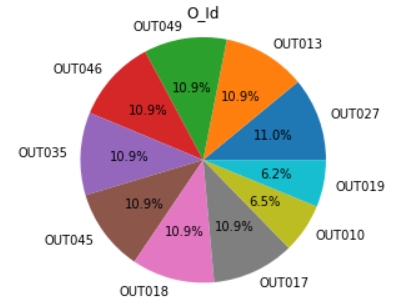 O_Id
OUT049
OUT013
OUT046
10.9%
10.9%
OUT027
10.9%
11.0%
OUT035
10.9%
6.2%
OUT019
10.9%
6.5%
OUT045
10.9%
10.9%
OUT010
OUT018
OUT017